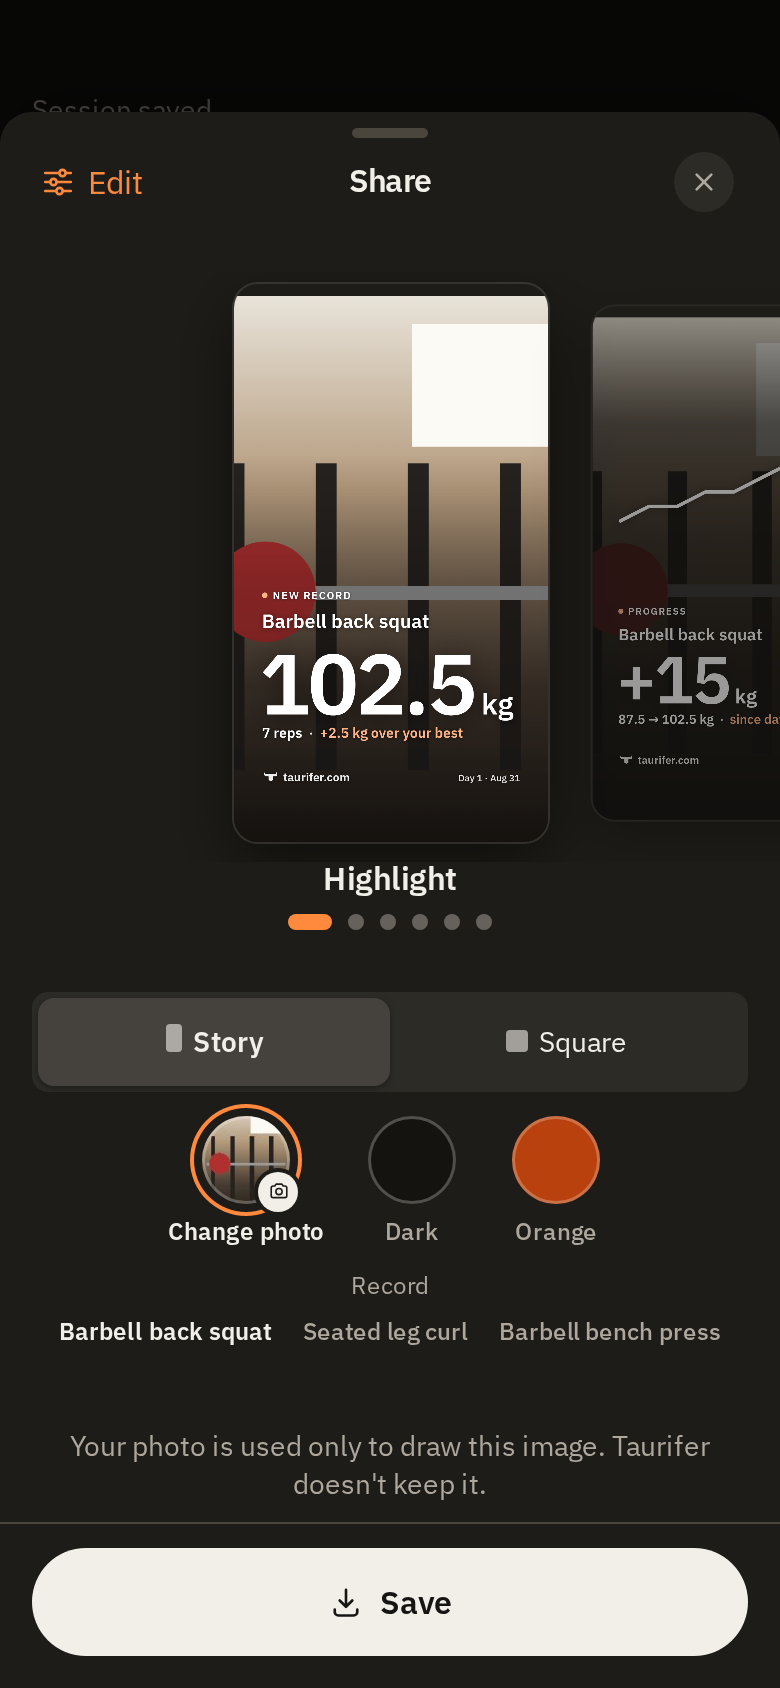 Session saved
Edit
Share
NEW RECORD
Barbell back squat
102.5 kg
7 reps · +2.5 kg over your best
taurifer.com
Day 1 · Aug 31
PROGRESS
Barbell back squat
+15 kg
87.5 → 102.5 kg · since
taurifer.com
Highlight
Story
Square
Change photo
Dark
Orange
Record
Barbell back squat
Seated leg curl
Barbell bench press
Your photo is used only to draw this image. Taurifer
doesn't keep it.
Save